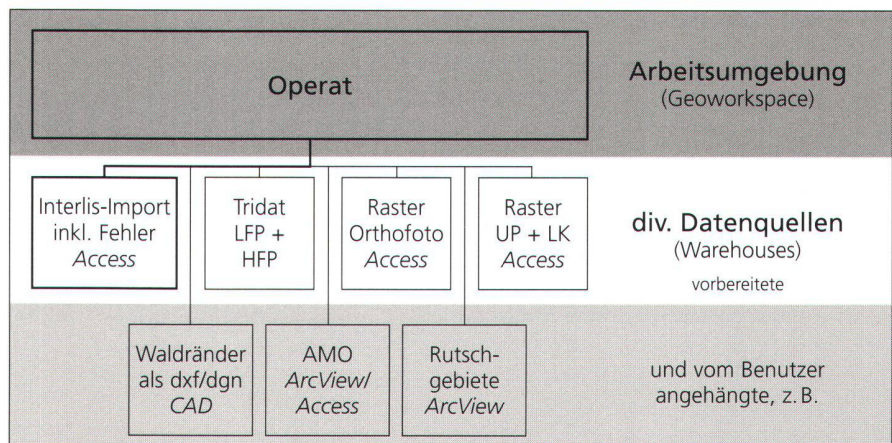 Operat
Arbeitsumgebung
(Geoworkspace)
Interlis-Import
inkl. Fehler
Access
Tridat
LFP +
HFP
Raster
Orthofoto
Access
Raster
UP + LK
Access
div. Datenquellen
(Warehouses)
vorbereitete
Waldränder
als dxf/dgn
CAD
AMO
ArcView/
Access
Rutsch-
gebiete
ArcView
und vom Benutzer
angehängte, z. B.